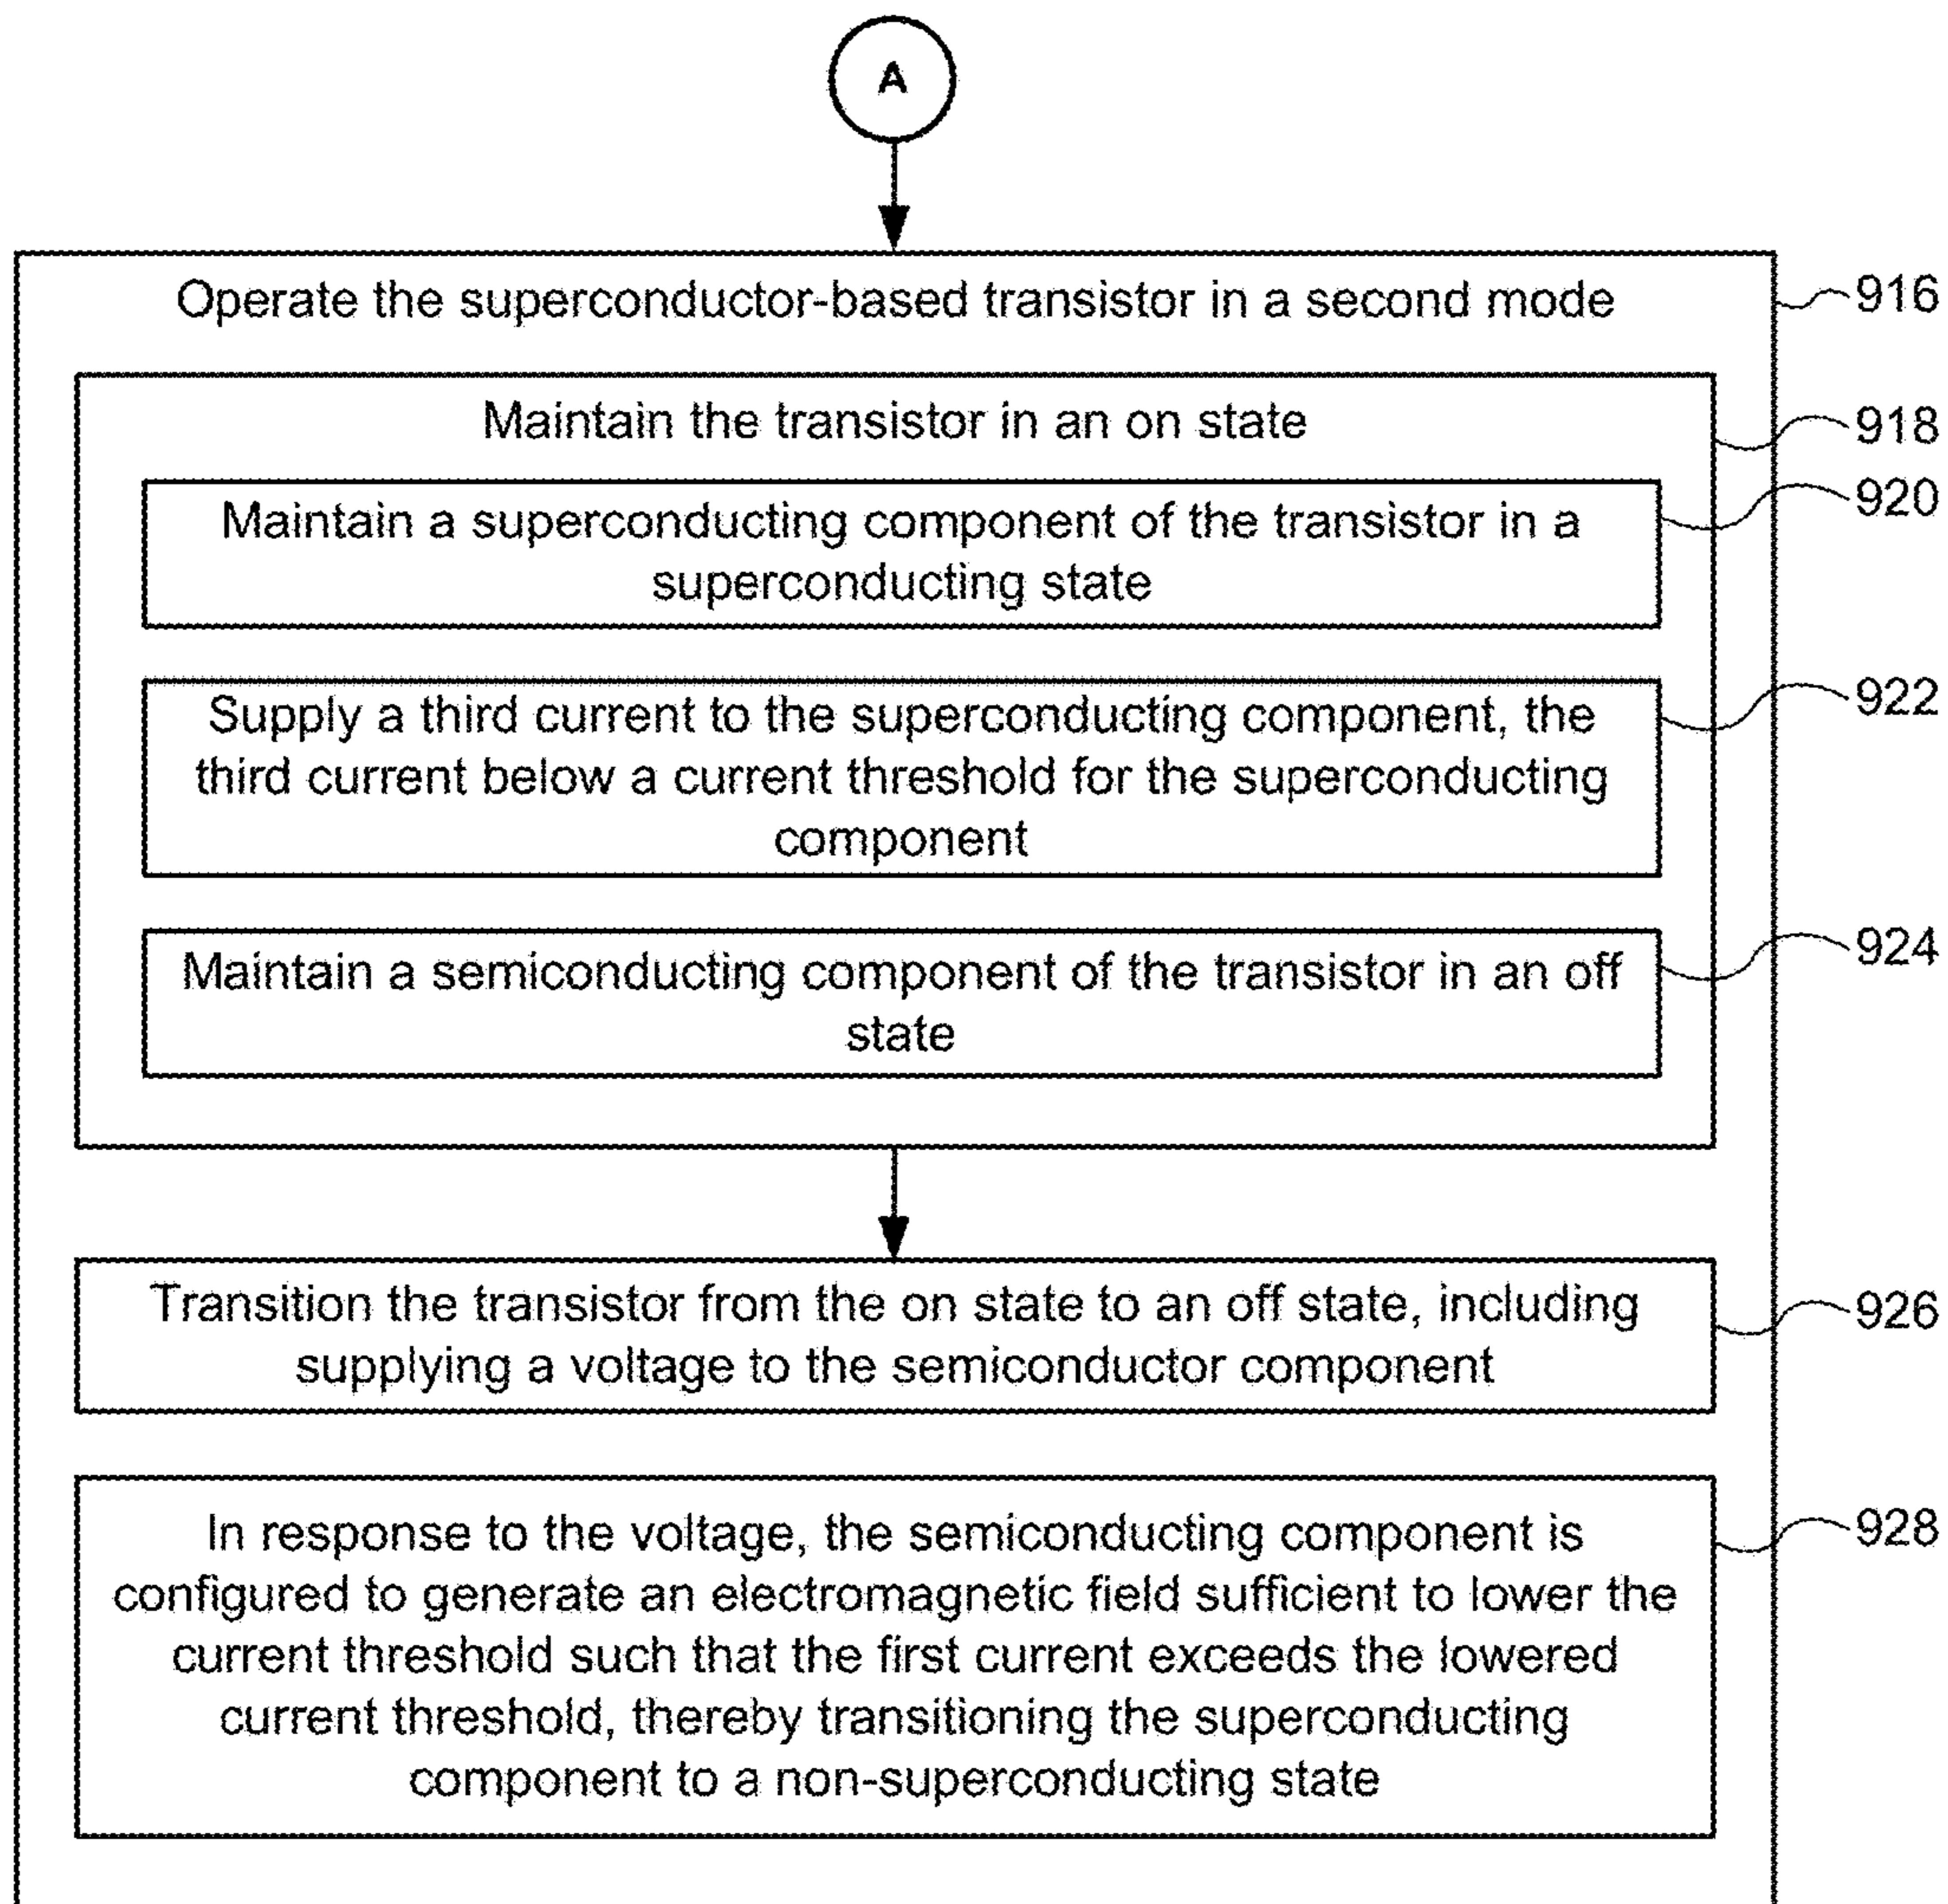 A
Operate the superconductor-based transistor in a second mode
916
Maintain the transistor in an on state
918
Maintain a superconducting component of the transistor in a
superconducting state
920
Supply a third current to the superconducting component, the
third current below a current threshold for the superconducting
component
922
Maintain a semiconducting component of the transistor in an off
state
924
Transition the transistor from the on state to an off state, including
supplying a voltage to the semiconductor component
926
In response to the voltage, the semiconducting component is
configured to generate an electromagnetic field sufficient to lower the
current threshold such that the first current exceeds the lowered
current threshold, thereby transitioning the superconducting
component to a non-superconducting state
928